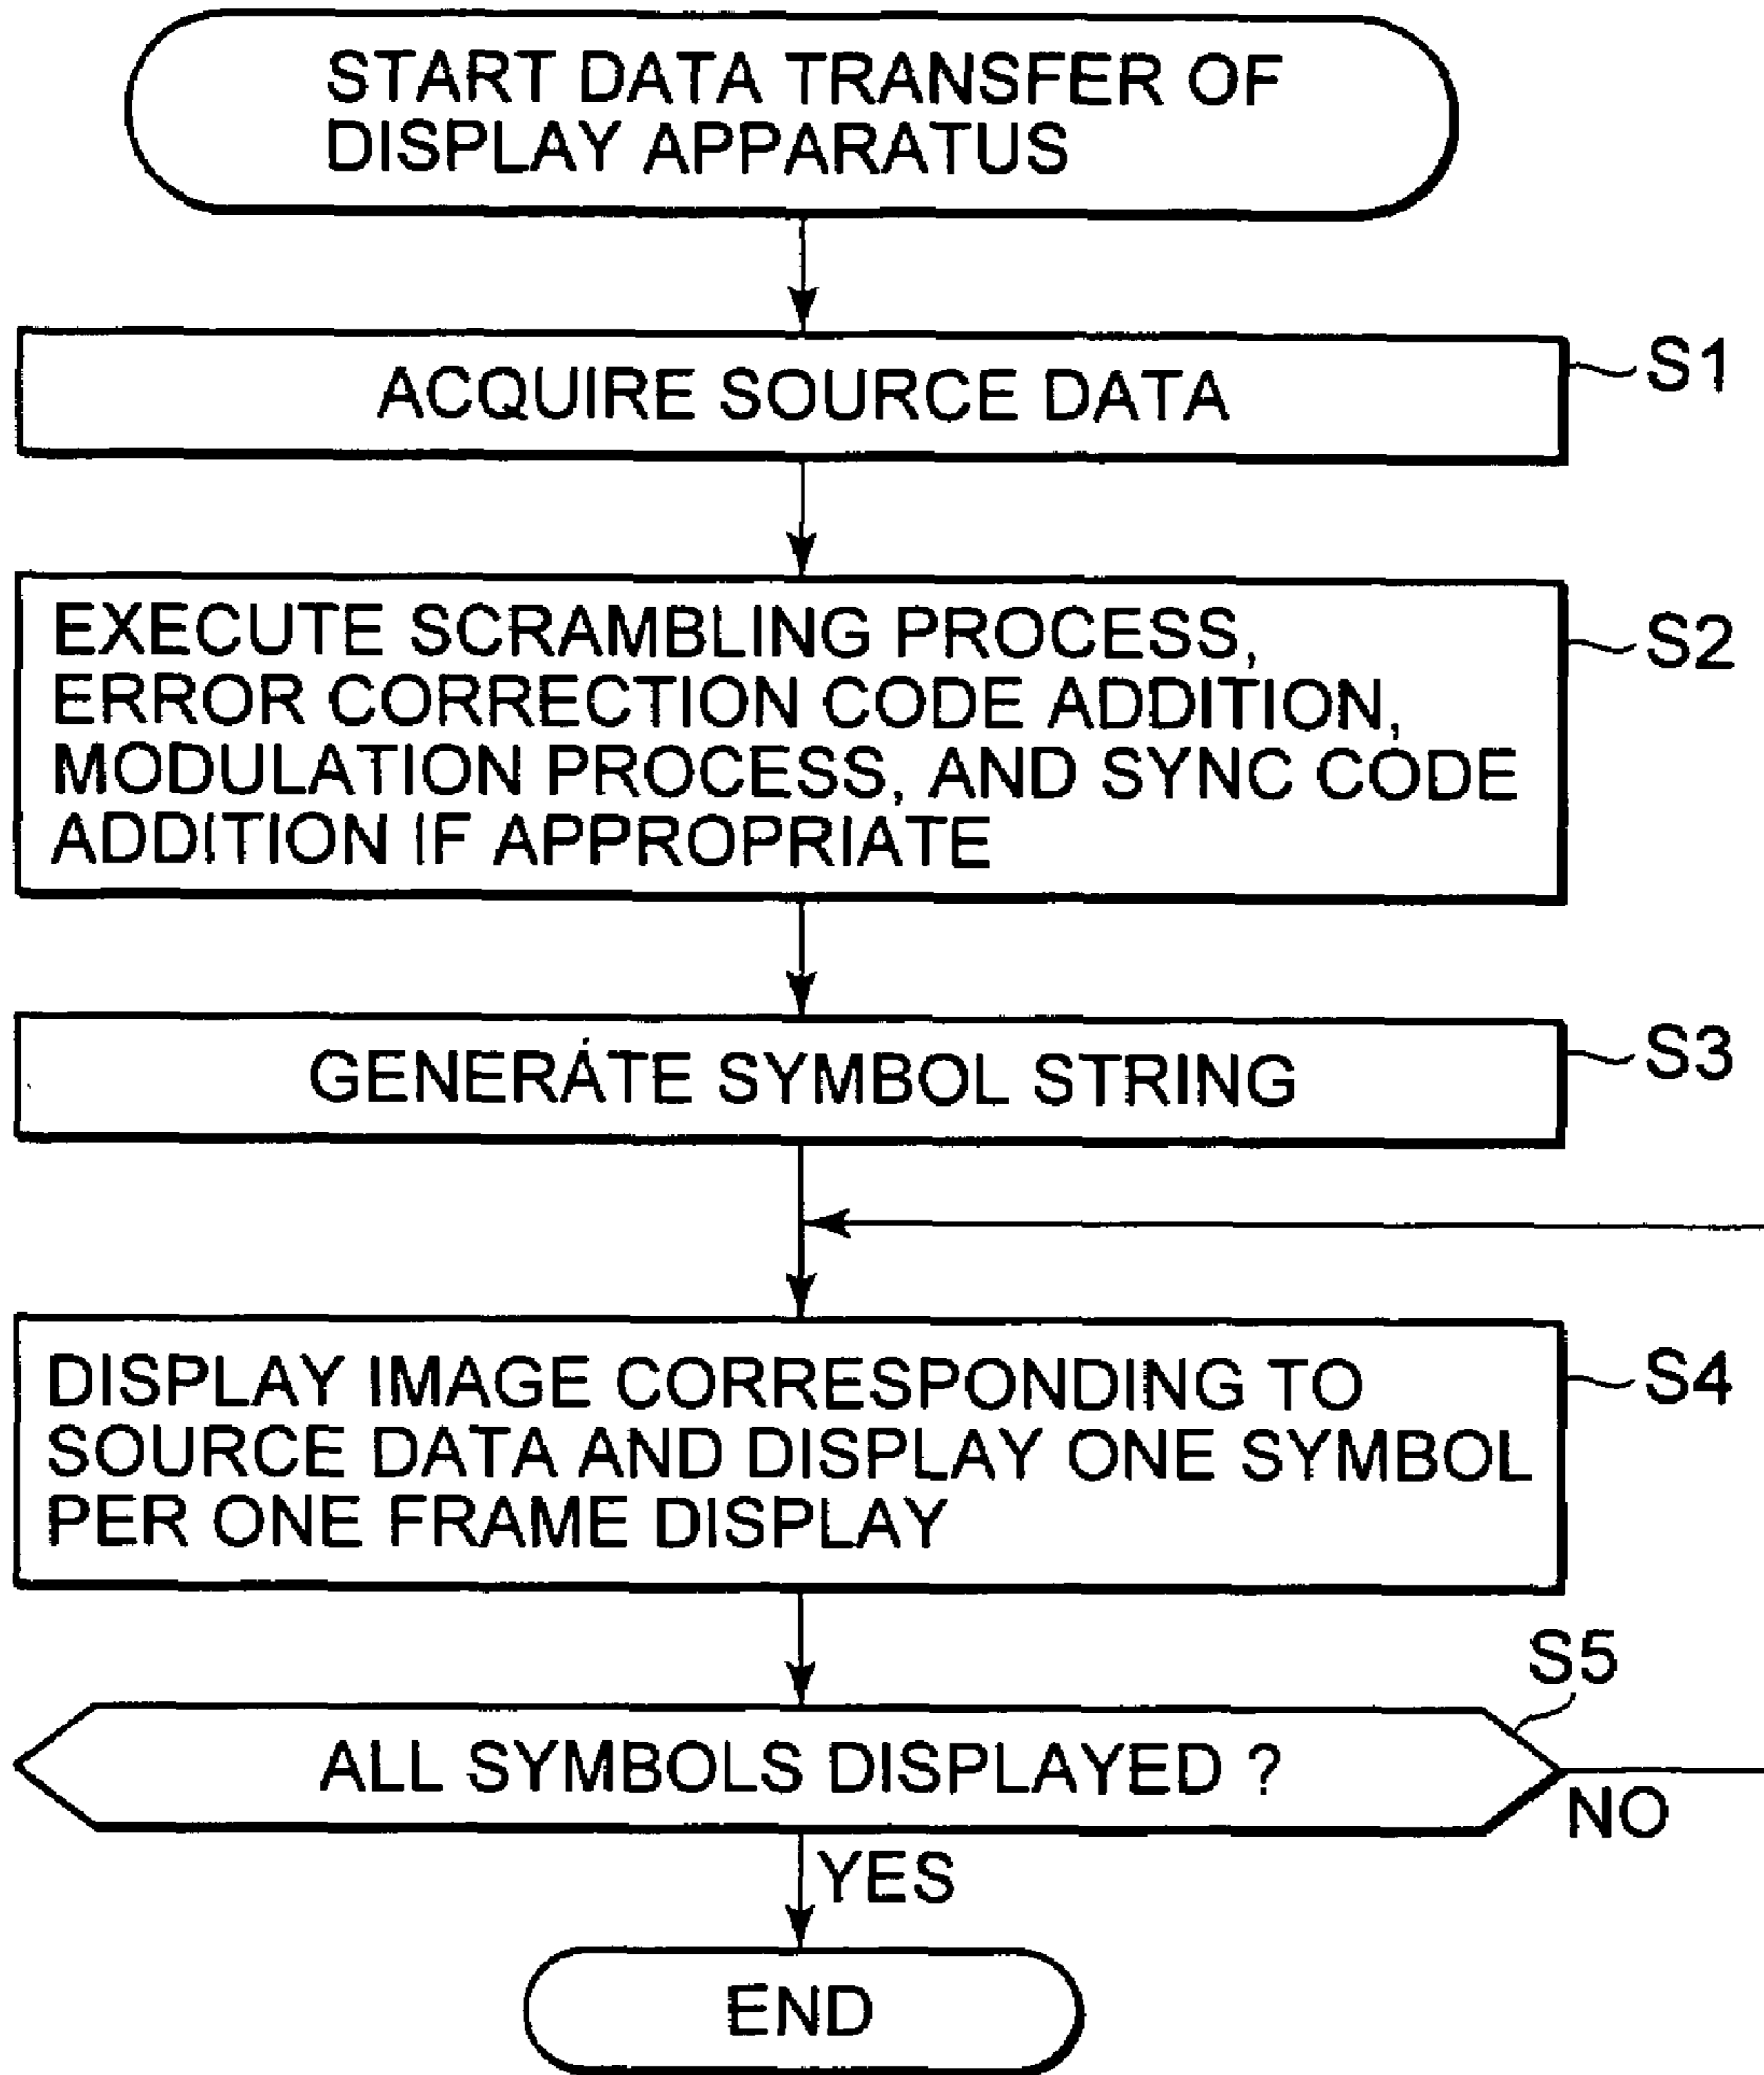 START DATA TRANSFER OF
DISPLAY APPARATUS
ACQUIRE SOURCE DATA
S1
EXECUTE SCRAMBLING PROCESS,
ERROR CORRECTION CODE ADDITION,
MODULATION PROCESS, AND SYNC CODE
ADDITION IF APPROPRIATE
S2
GENERATE SYMBOL STRING
S3
DISPLAY IMAGE CORRESPONDING TO
SOURCE DATA AND DISPLAY ONE SYMBOL
PER ONE FRAME DISPLAY
S4
S5
ALL SYMBOLS DISPLAYED ?
NO
YES
END